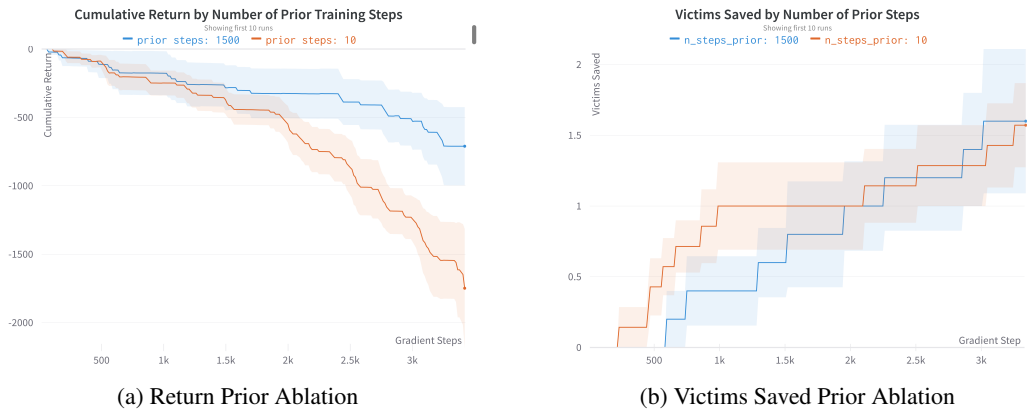 Cumulative Return by Number of Prior Training Steps
Showing first 10 runs
prior steps: 1500 prior steps: 10
Cumulative Return
0
-500
-1000
-1500
-2000
Gradient Steps
500 1k 1.5k 2k 2.5k 3k
(a) Return Prior Ablation
Victims Saved by Number of Prior Steps
Showing first 10 runs
n_steps_prior: 1500 n_steps_prior: 10
Victims Saved
2
1.5
1
0.5
0
Gradient Step
500 1k 1.5k 2k 2.5k 3k
(b) Victims Saved Prior Ablation